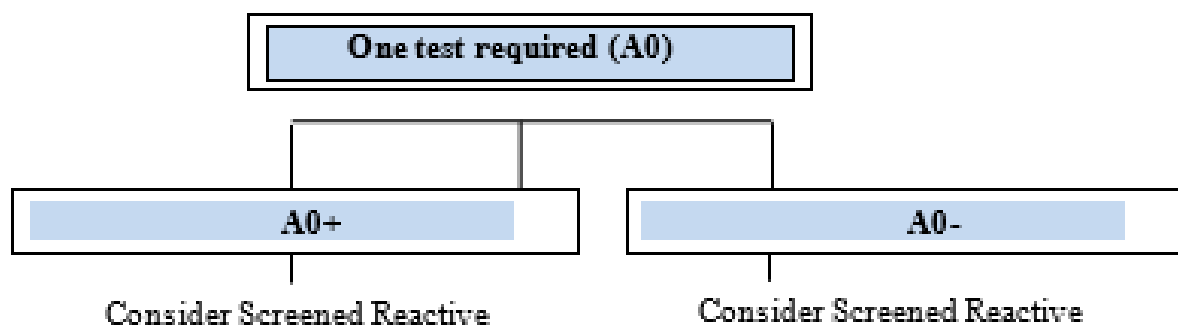 One test required (A0)
A0+
A0-
Consider Screened Reactive
Consider Screened Reactive